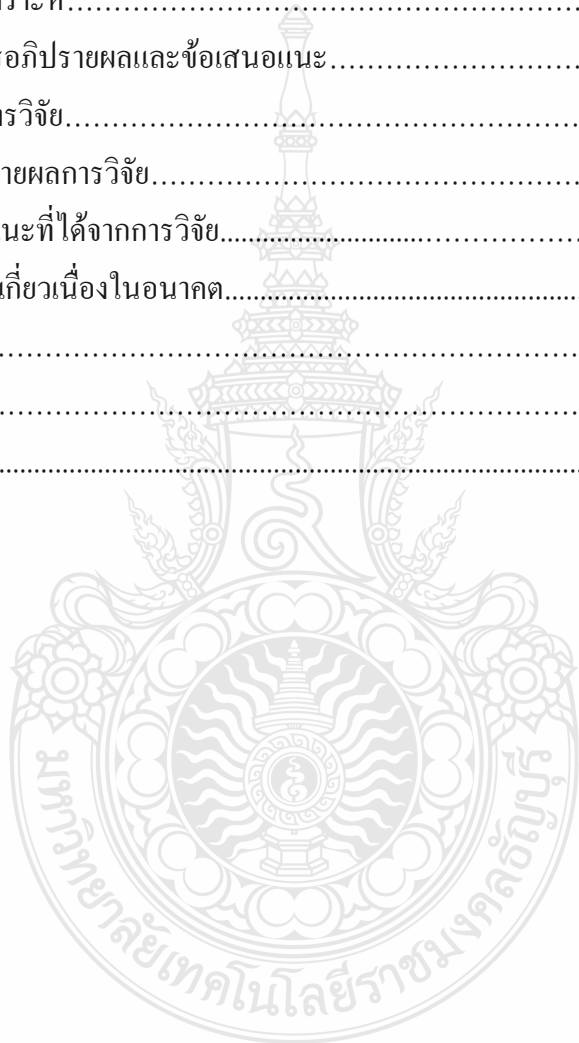 รอภิปรายผลและข้อเสนอแนะ..............................
ารวิจัย..............................
ายผลการวิจัย..............................
นะที่ได้จากการวิจัย..............................
เกี่ยวเนื่องในอนาคต..............................
..............................
..............................
..............................
มหาวิทยาลัยเทคโนโลยีราชมงคลธัญบุรี